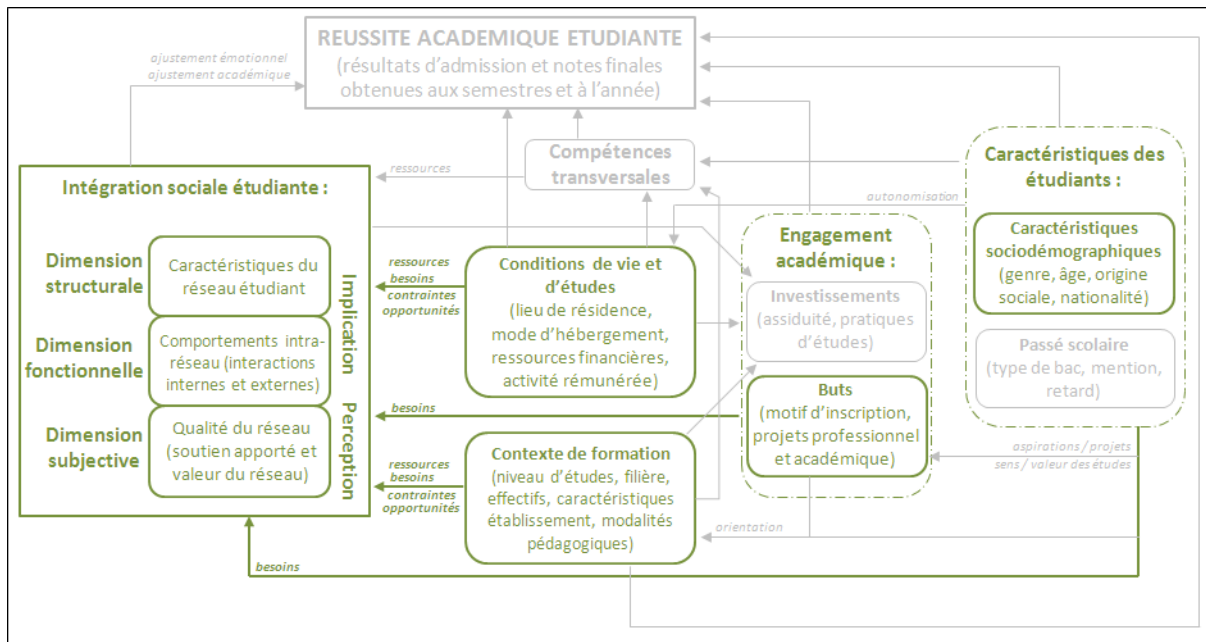 REUSSITE ACADEMIQUE ETUDIANTE
(résultats d'admission et notes finales
obtenues aux semestres et à l'année)
ajustement émotionnel
ajustement académique
Compétences
transversales
ressources
Caractéristiques des
étudiants :
autonomisation
Caractéristiques
sociodémographiques
(genre, âge, origine
sociale, nationalité)
Passé scolaire
(type de bac, mention,
retard)
Intégration sociale étudiante :
Dimension
structurale
Caractéristiques du
réseau étudiant
Dimension
fonctionnelle
Comportements intra-
réseau (interactions
internes et externes)
Dimension
subjective
Qualité du réseau
(soutien apporté et
valeur du réseau)
Implication
Perception
ressources
besoins
contraintes
opportunités
Conditions de vie et
d'études
(lieu de résidence,
mode d'hébergement,
ressources financières,
activité rémunérée)
Engagement
académique :
Investissements
(assiduité, pratiques
d'études)
Buts
(motif d'inscription,
projets professionnel
et académique)
besoins
ressources
besoins
contraintes
opportunités
Contexte de formation
(niveau d'études, filière,
effectifs, caractéristiques
établissement, modalités
pédagogiques)
aspirations / projets
sens / valeur des études
orientation
besoins